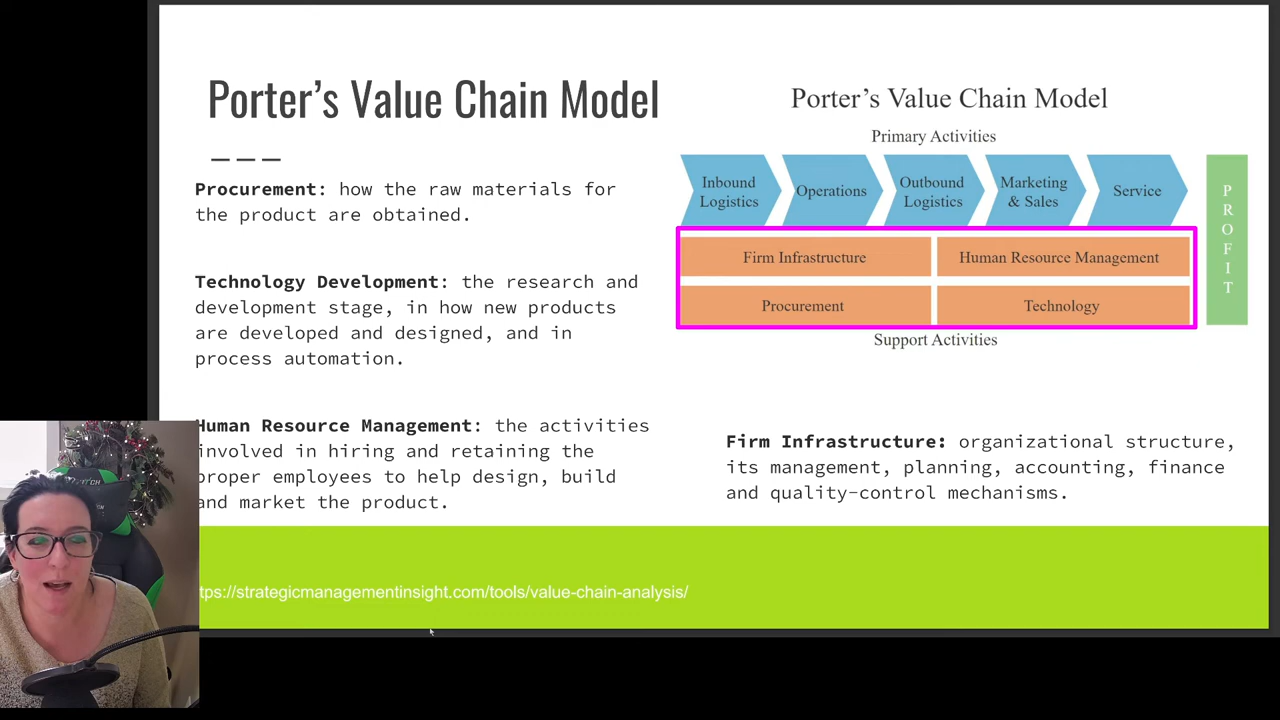 Porter's Value Chain Model
Procurement: how the raw materials for
the product are obtained.
Technology Development: the research and
development stage, in how new products
are developed and designed, and in
process automation.
Human Resource Management: the activities
involved in hiring and retaining the
proper employees to help design, build
and market the product.
Porter's Value Chain Model
Primary Activities
Inbound
Logistics
Operations
Outbound
Logistics
Marketing
& Sales
Service
Firm Infrastructure
Human Resource Management
Procurement
Technology
Support Activities
PROFIT
Firm Infrastructure: organizational structure,
its management, planning, accounting, finance
and quality-control mechanisms.
tps://strategicmanagementinsight.com/tools/value-chain-analysis/